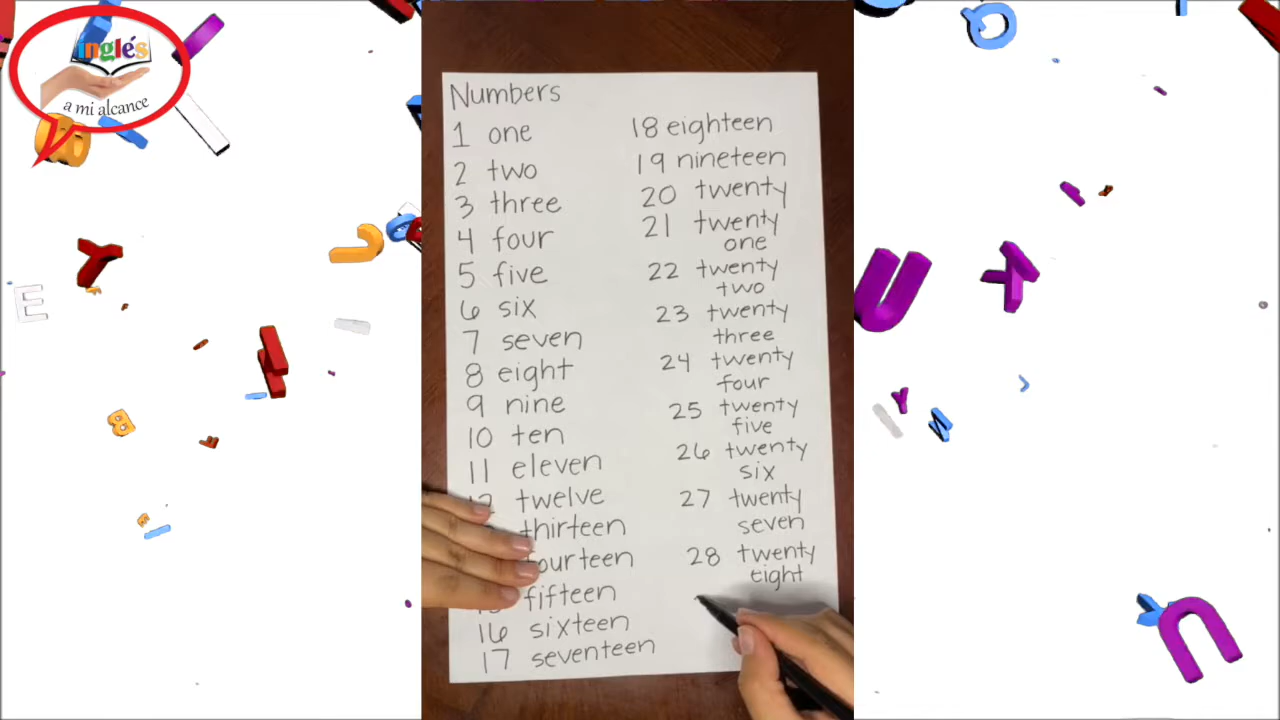 inglés
a mi alcance
Numbers
1 one
2 two
3 three
4 four
5 five
6 six
7 seven
8 eight
9 nine
10 ten
11 eleven
12 twelve
thirteen
fourteen
fifteen
16 sixteen
17 seventeen
18 eighteen
19 nineteen
20 twenty
21 twenty
one
22 twenty
two
23 twenty
three
24 twenty
four
25 twenty
five
26 twenty
six
27 twenty
seven
28 twenty
eight